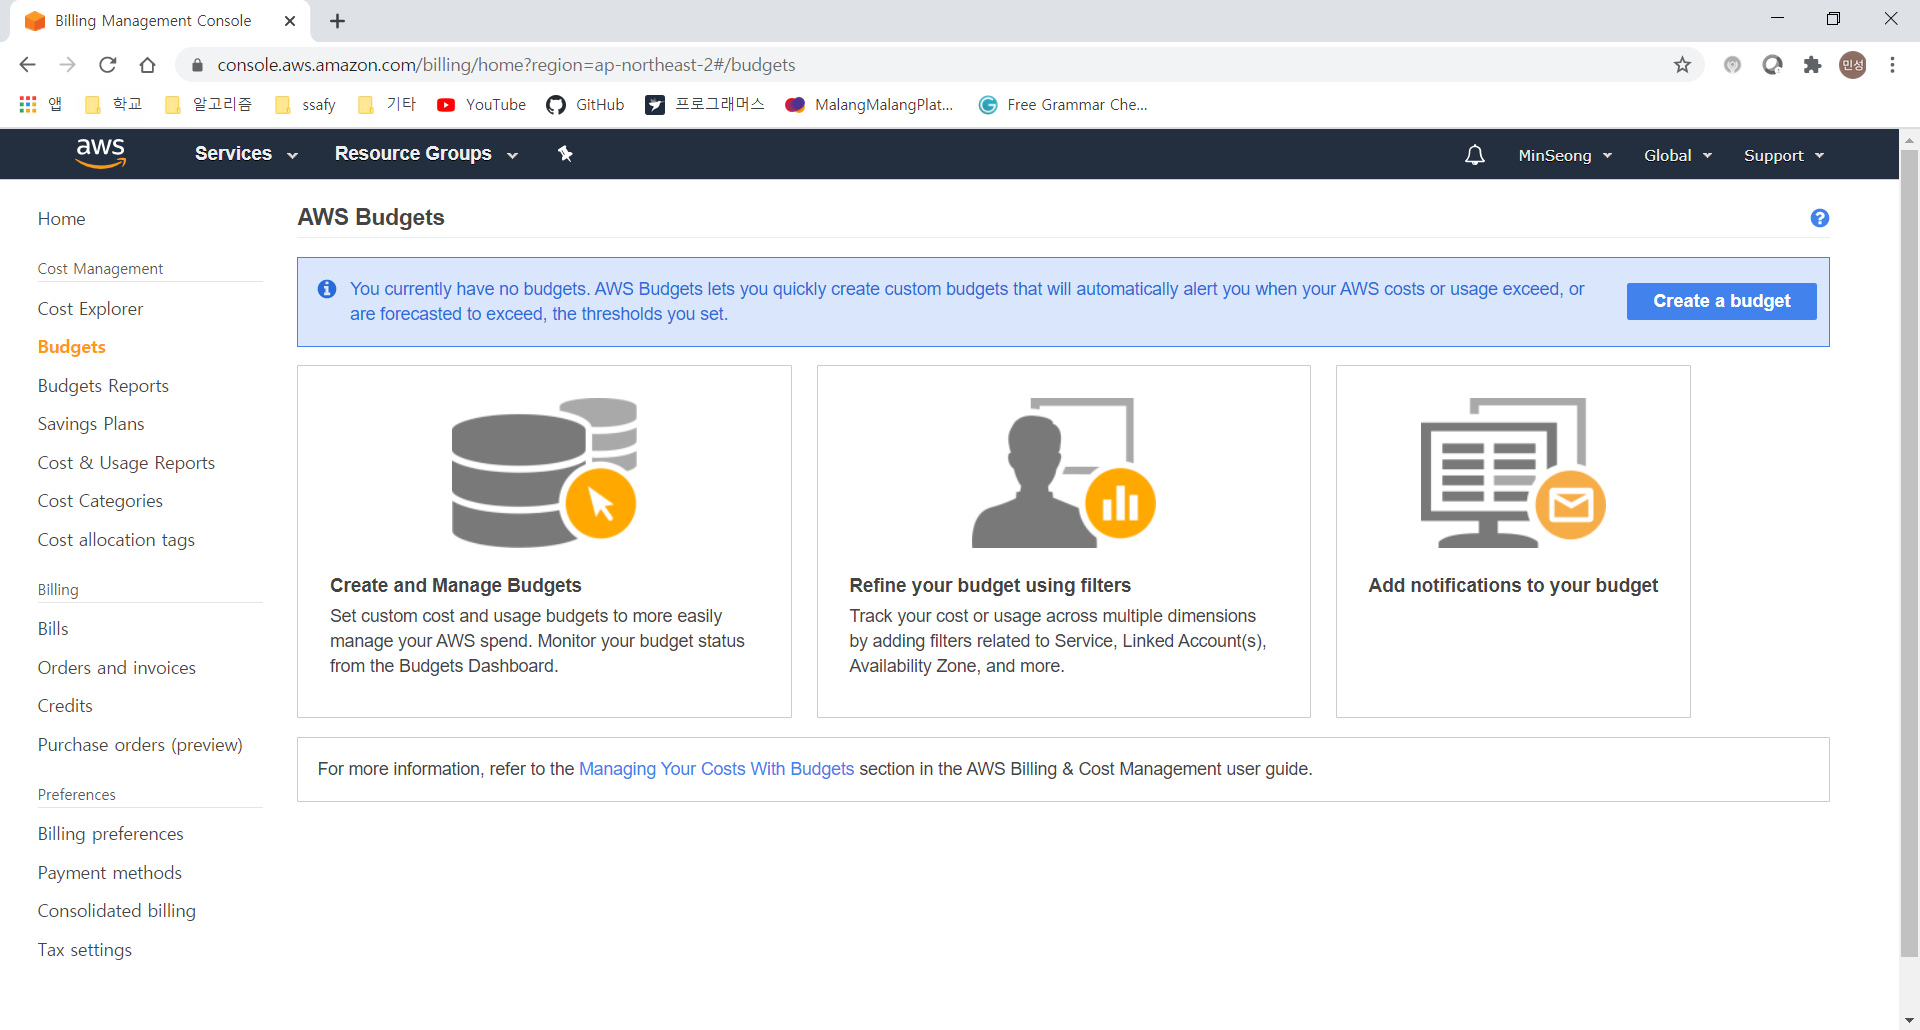 Billing Management Console
console.aws.amazon.com/billing/home?region=ap-northeast-2#/budgets
민성
앱 학교 알고리즘 ssafy 기타 YouTube GitHub 프로그래머스 MalangMalangPlat... Free Grammar Che...
aws Services Resource Groups MinSeong Global Support
Home
Cost Management
Cost Explorer
Budgets
Budgets Reports
Savings Plans
Cost & Usage Reports
Cost Categories
Cost allocation tags
Billing
Bills
Orders and invoices
Credits
Purchase orders (preview)
Preferences
Billing preferences
Payment methods
Consolidated billing
Tax settings
AWS Budgets
You currently have no budgets. AWS Budgets lets you quickly create custom budgets that will automatically alert you when your AWS costs or usage exceed, or
are forecasted to exceed, the thresholds you set.
Create a budget
Create and Manage Budgets
Set custom cost and usage budgets to more easily
manage your AWS spend. Monitor your budget status
from the Budgets Dashboard.
Refine your budget using filters
Track your cost or usage across multiple dimensions
by adding filters related to Service, Linked Account(s),
Availability Zone, and more.
Add notifications to your budget
For more information, refer to the Managing Your Costs With Budgets section in the AWS Billing & Cost Management user guide.